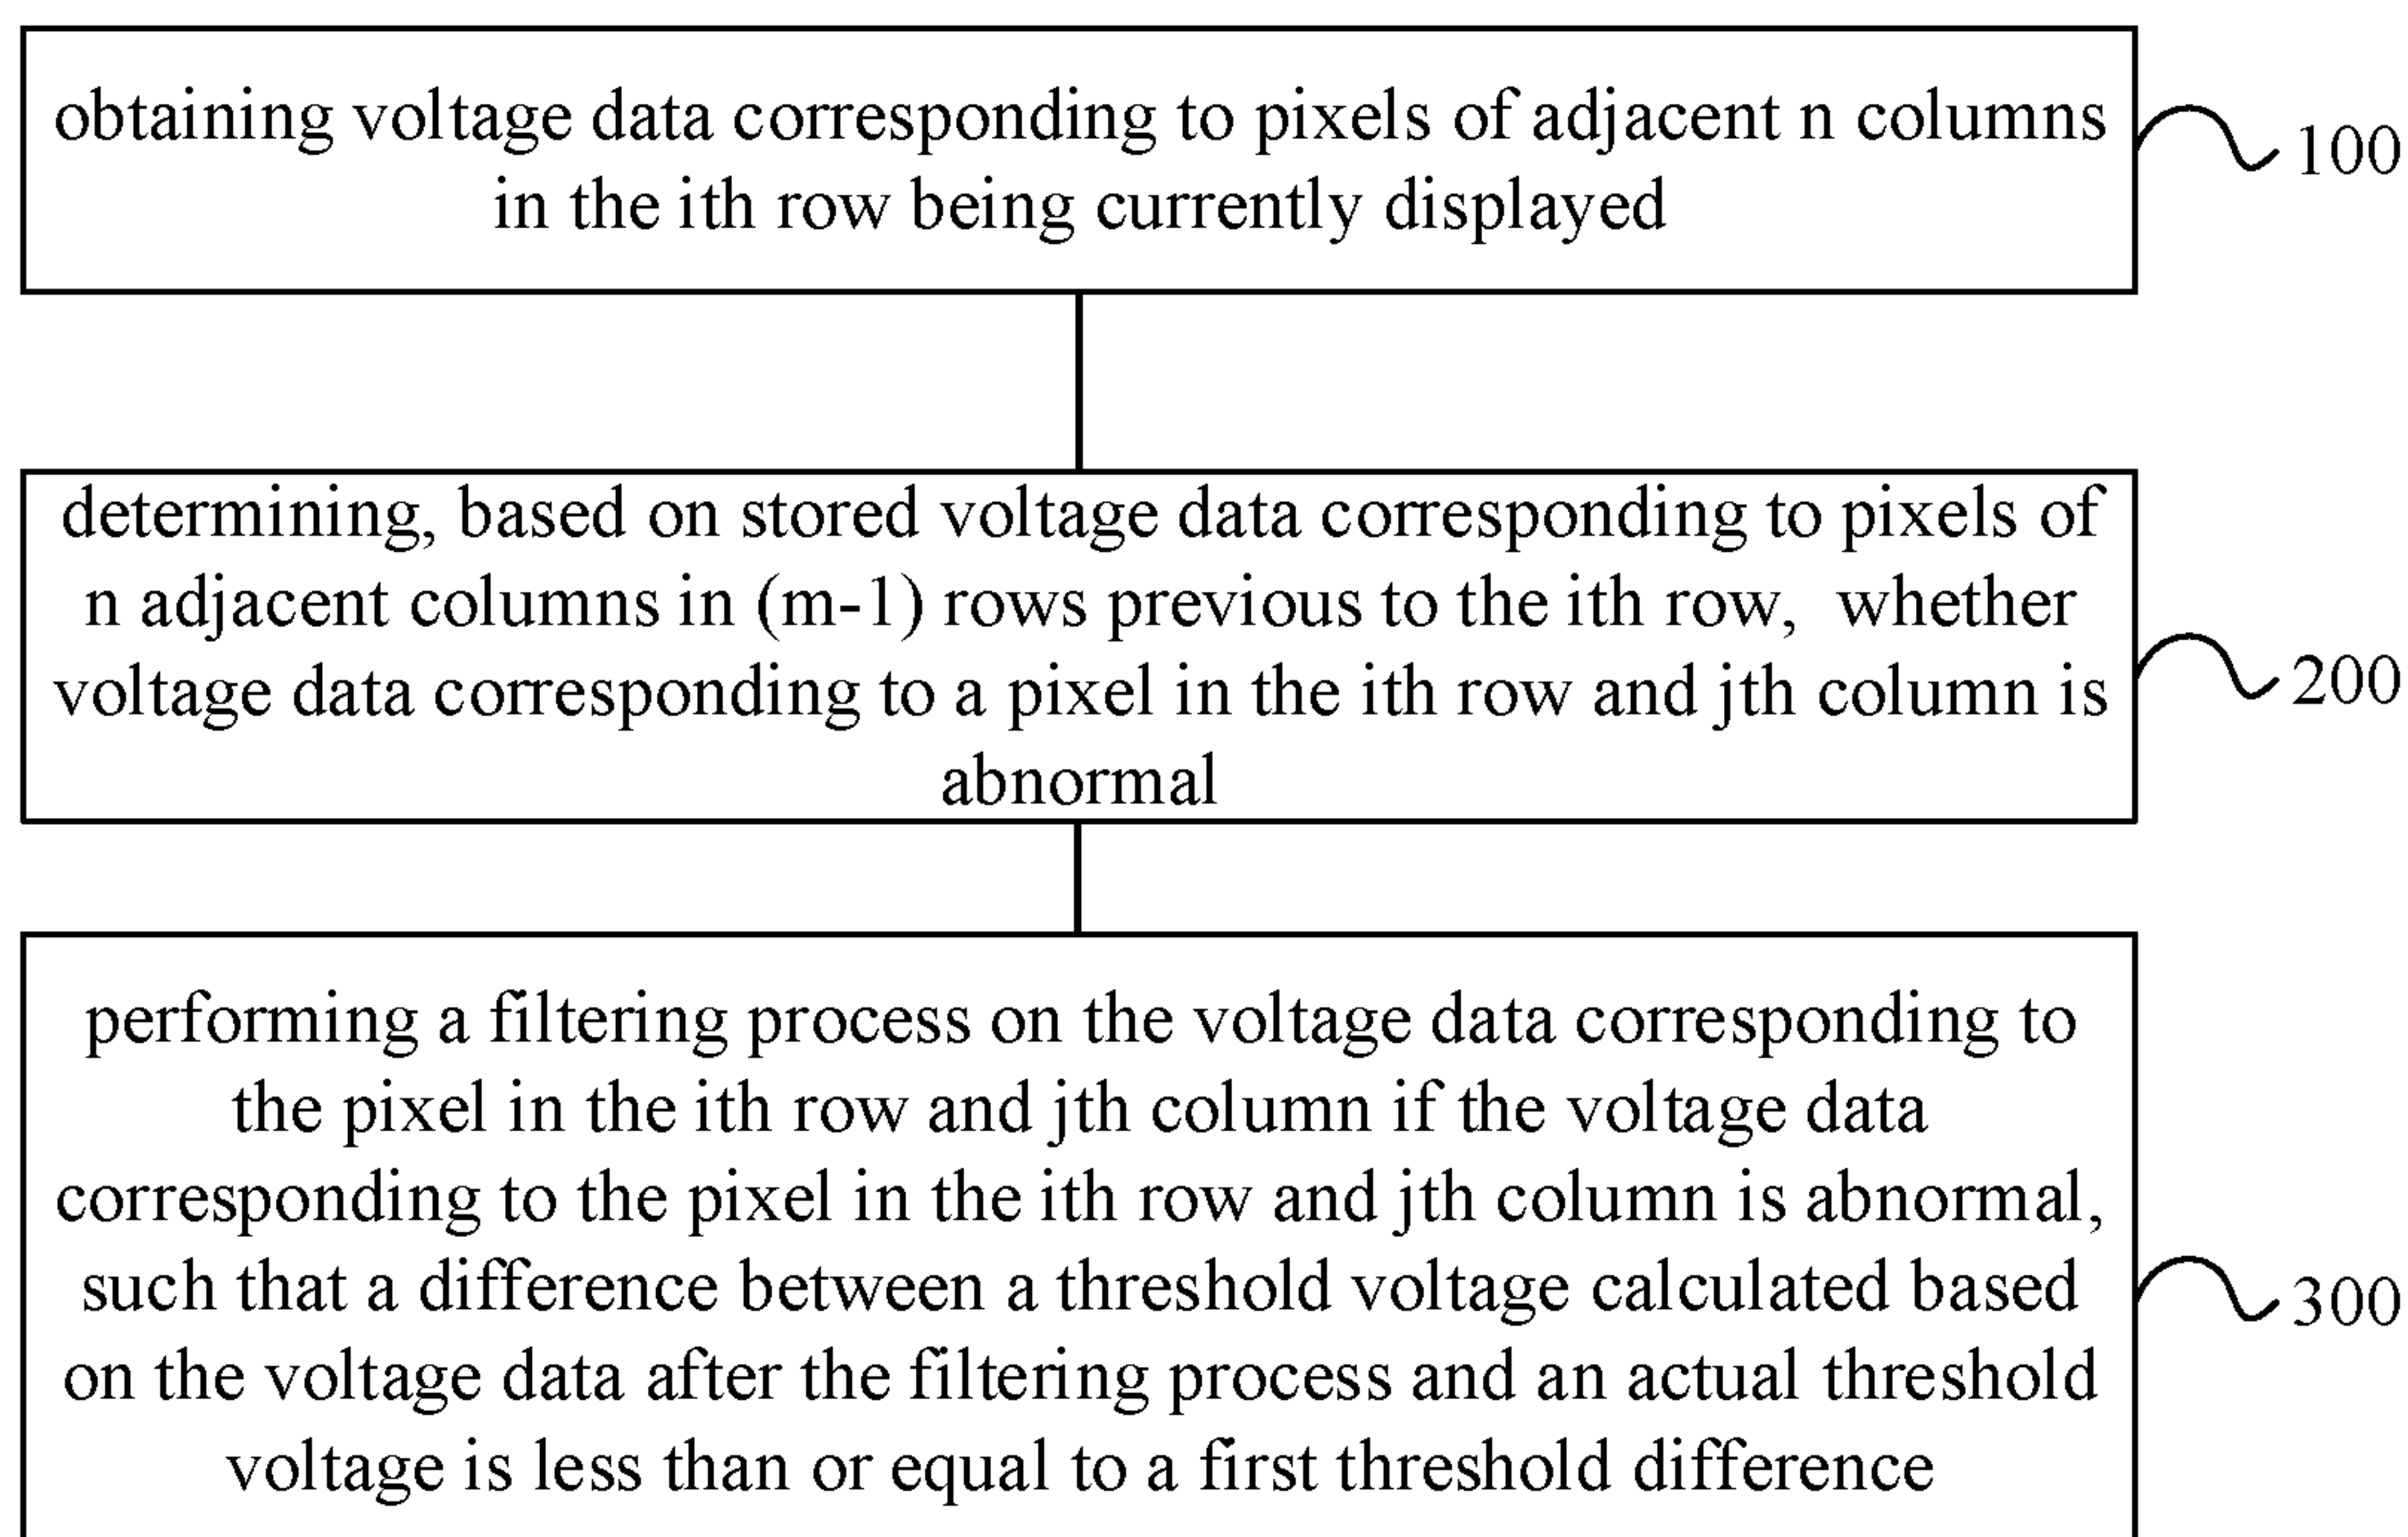 obtaining voltage data corresponding to pixels of adjacent n columns
in the ith row being currently displayed
100
determining, based on stored voltage data corresponding to pixels of
n adjacent columns in (m-1) rows previous to the ith row, whether
voltage data corresponding to a pixel in the ith row and jth column is
abnormal
200
performing a filtering process on the voltage data corresponding to
the pixel in the ith row and jth column if the voltage data
corresponding to the pixel in the ith row and jth column is abnormal,
such that a difference between a threshold voltage calculated based
on the voltage data after the filtering process and an actual threshold
voltage is less than or equal to a first threshold difference
300